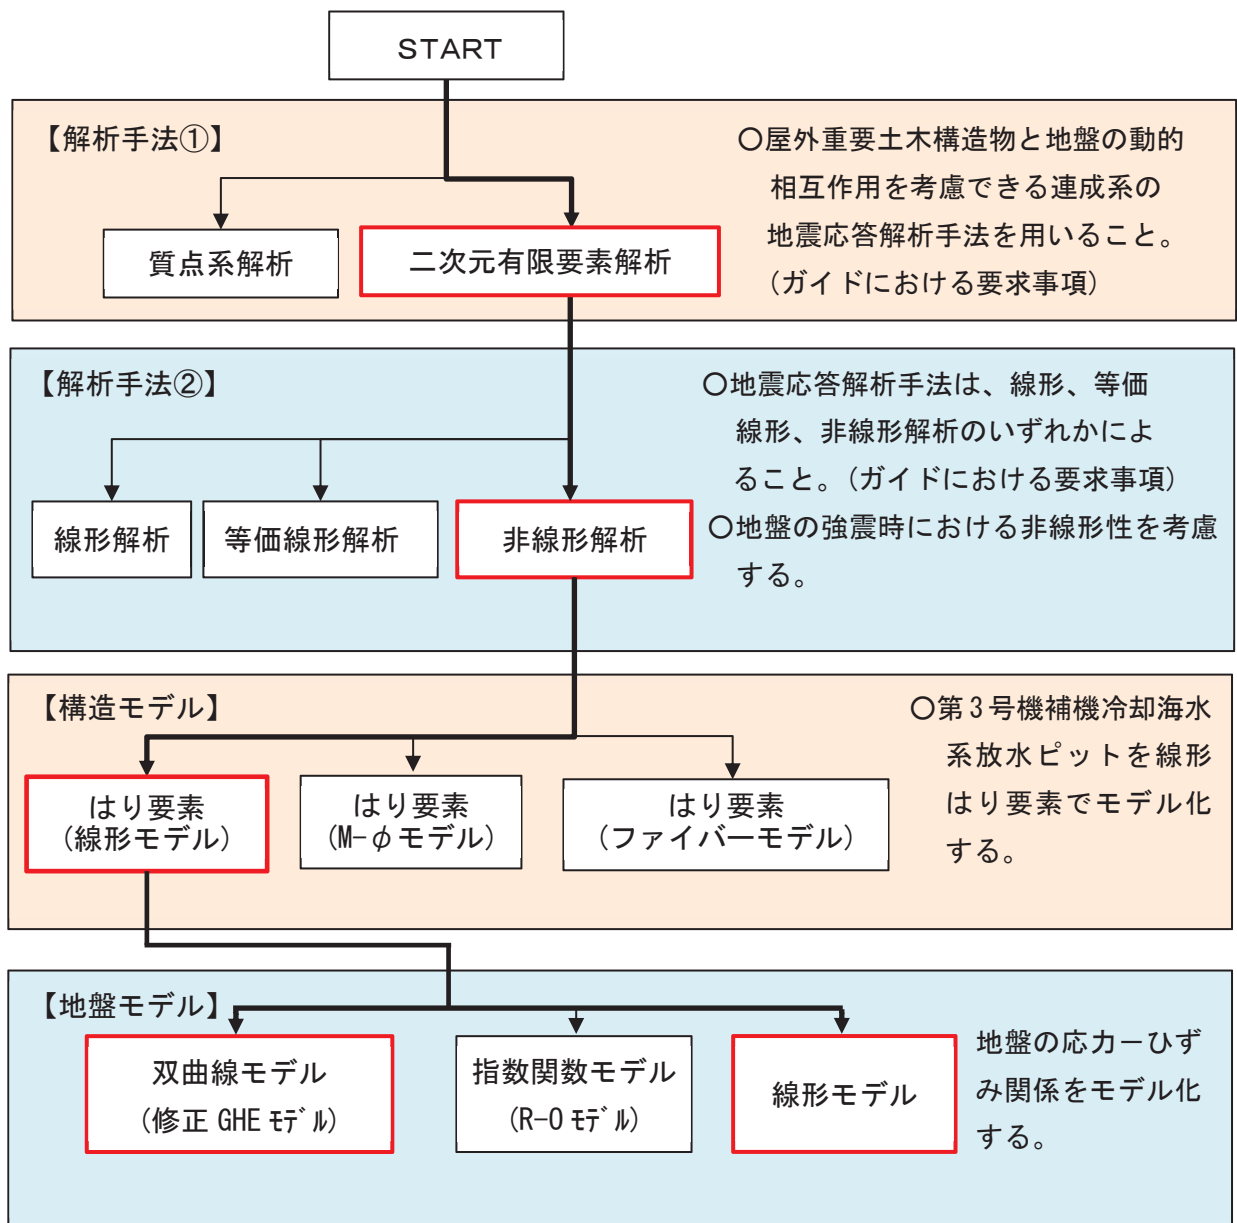 START
【解析手法①】
○屋外重要土木構造物と地盤の動的
相互作用を考慮できる連成系の
地震応答解析手法を用いること。
(ガイドにおける要求事項)
質点系解析
二次元有限要素解析
【解析手法②】
○地震応答解析手法は、線形、等価
線形、非線形解析のいずれかによ
ること。(ガイドにおける要求事項)
○地盤の強震時における非線形性を考慮
する。
線形解析
等価線形解析
非線形解析
【構造モデル】
○第3号機補機冷却海水
系放水ピットを線形
はり要素でモデル化
する。
はり要素
(線形モデル)
はり要素
(M-φモデル)
はり要素
(ファイバーモデル)
【地盤モデル】
双曲線モデル
(修正 GHE ﾓﾃﾞﾙ)
指数関数モデル
(R-O ﾓﾃﾞﾙ)
線形モデル
地盤の応力－ひず
み関係をモデル化
する。